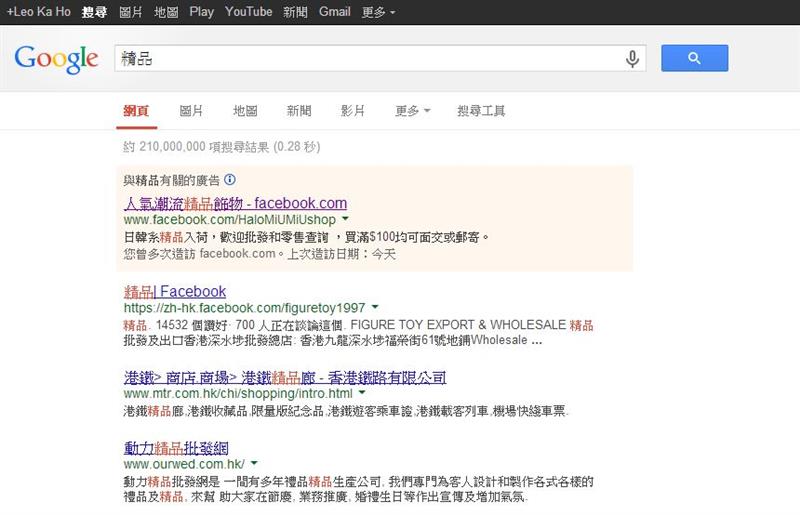 +Leo Ka Ho 搜尋 圖片 地圖 Play YouTube 新聞 Gmail 更多
Google 精品
網頁 圖片 地圖 新聞 影片 更多 搜尋工具
約 210,000,000 項搜尋結果 (0.28 秒)
與精品有關的廣告
人氣潮流精品飾物 - facebook.com
www.facebook.com/HaloMiUMiUshop
日韓系精品入荷，歡迎批發和零售查詢 ，買滿$100均可面交或郵寄。
您曾多次造訪 facebook.com。上次造訪日期：今天
精品| Facebook
https://zh-hk.facebook.com/figuretoy1997
精品. 14532 個讚好· 700 人正在談論這個. FIGURE TOY EXPORT & WHOLESALE 精品
批發及出口香港深水埗批發總店: 香港九龍深水埗福榮街61號地鋪Wholesale ...
港鐵> 商店.商場> 港鐵精品廊 - 香港鐵路有限公司
www.mtr.com.hk/chi/shopping/intro.html
港鐵精品廊,港鐵收藏品,限量版紀念品,港鐵遊客乘車證,港鐵載客列車,機場快綫車票.
動力精品批發網
www.ourwed.com.hk/
動力精品批發網是 一間有多年禮品精品生產公司, 我們專門為客人設計和製作各式各樣的
禮品及精品, 來幫 助大家在節慶, 業務推廣, 婚禮生日等作出宣傳及增加氣氛.